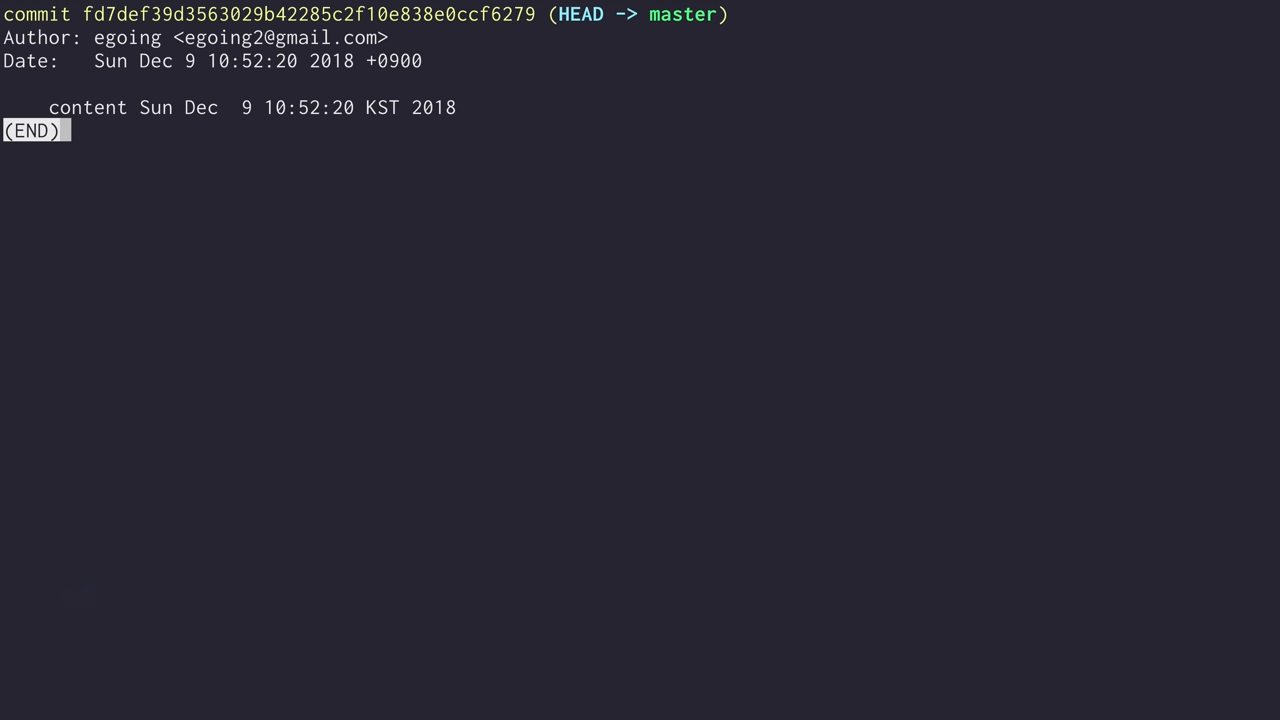 commit fd7def39d3563029b42285c2f10e838e0ccf6279 (HEAD -> master)
Author: egoing <egoing2@gmail.com>
Date:   Sun Dec 9 10:52:20 2018 +0900
    content Sun Dec  9 10:52:20 KST 2018
(END)